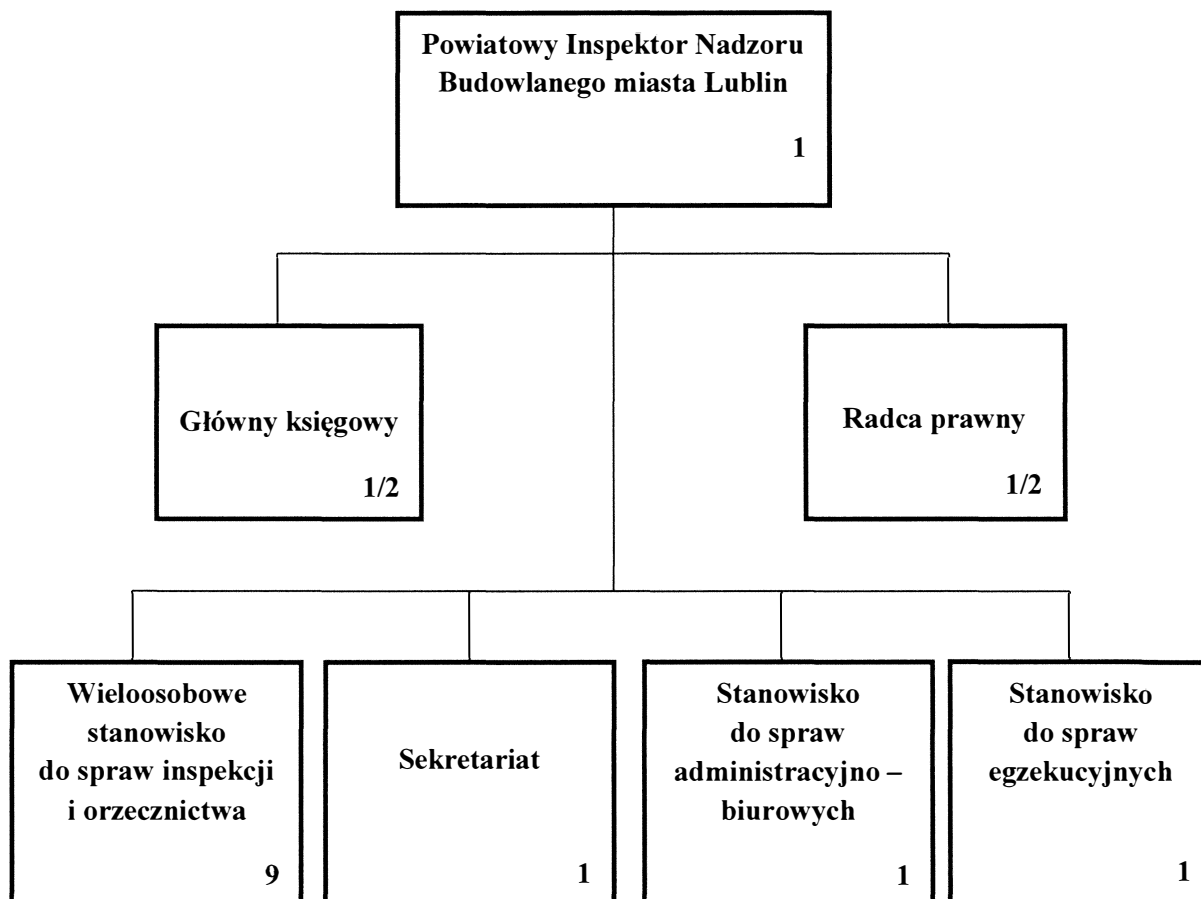 Powiatowy Inspektor Nadzoru
Budowlanego miasta Lublin
1
Główny księgowy
1/2
Radca prawny
1/2
Wieloosobowe
stanowisko
do spraw inspekcji
i orzecznictwa
9
Sekretariat
1
Stanowisko
do spraw
administracyjno –
biurowych
1
Stanowisko
do spraw
egzekucyjnych
1